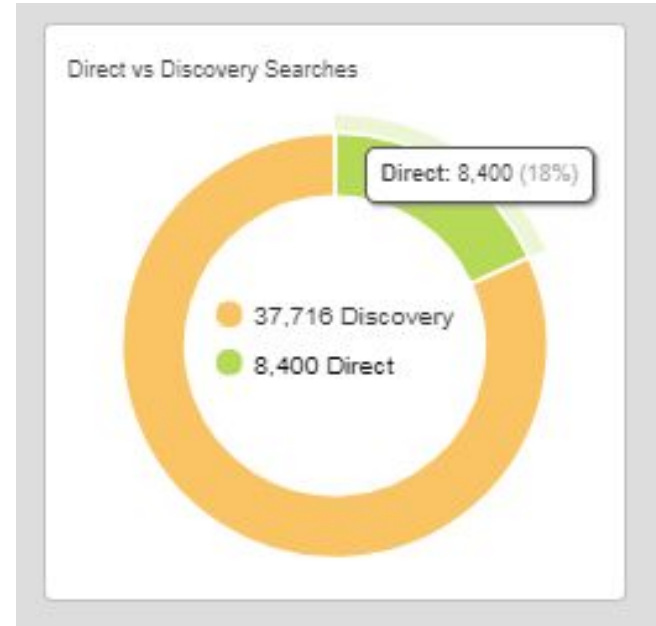 Direct vs Discovery Searches
Direct: 8,400 (18%)
37,716 Discovery
8,400 Direct